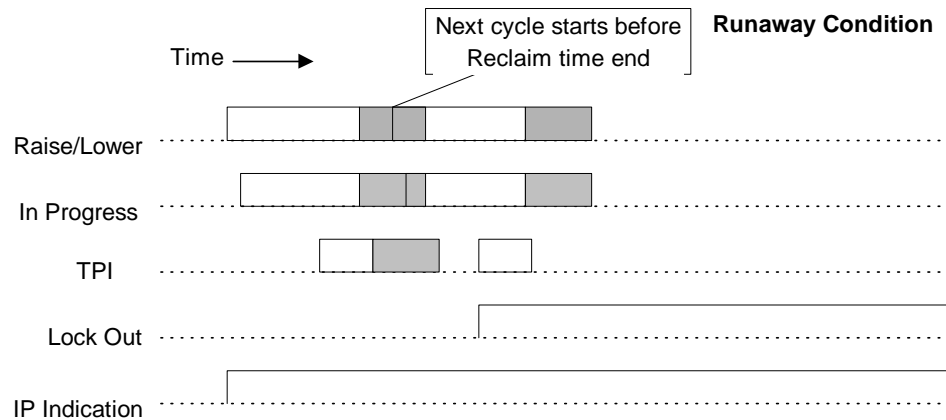 Next cycle starts before
Reclaim time end
Runaway Condition
Time
Raise/Lower
In Progress
TPI
Lock Out
IP Indication